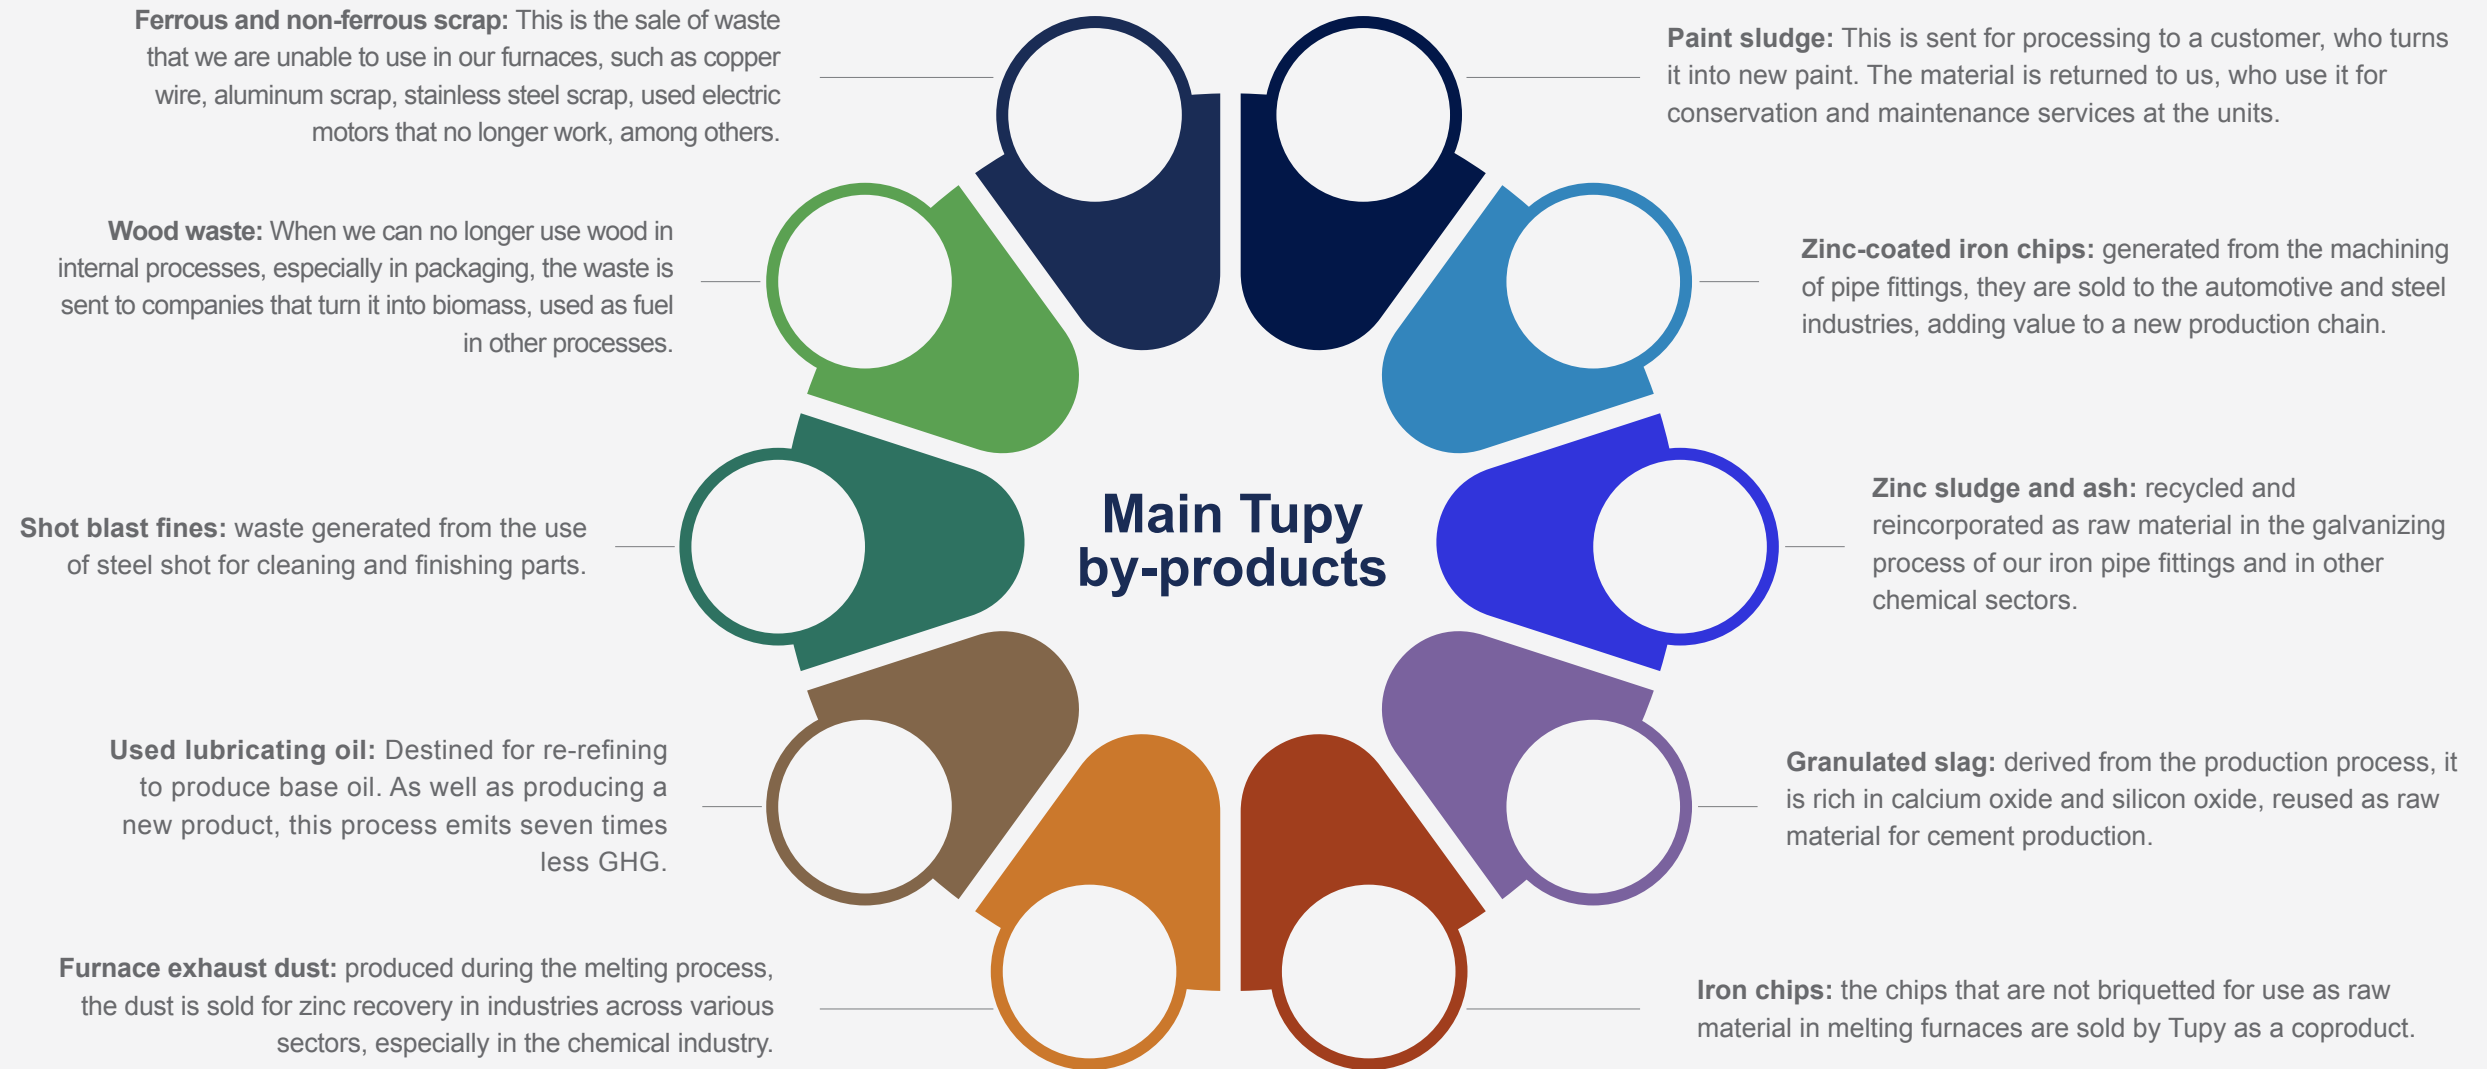 Ferrous and non-ferrous scrap: This is the sale of waste
that we are unable to use in our furnaces, such as copper
wire, aluminum scrap, stainless steel scrap, used electric
motors that no longer work, among others.
Wood waste: When we can no longer use wood in
internal processes, especially in packaging, the waste is
sent to companies that turn it into biomass, used as fuel
in other processes.
Shot blast fines: waste generated from the use
of steel shot for cleaning and finishing parts.
Used lubricating oil: Destined for re-refining
to produce base oil. As well as producing a
new product, this process emits seven times
less GHG.
Furnace exhaust dust: produced during the melting process,
the dust is sold for zinc recovery in industries across various
sectors, especially in the chemical industry.
Main Tupy
by-products
Paint sludge: This is sent for processing to a customer, who turns
it into new paint. The material is returned to us, who use it for
conservation and maintenance services at the units.
Zinc-coated iron chips: generated from the machining
of pipe fittings, they are sold to the automotive and steel
industries, adding value to a new production chain.
Zinc sludge and ash: recycled and
reincorporated as raw material in the galvanizing
process of our iron pipe fittings and in other
chemical sectors.
Granulated slag: derived from the production process, it
is rich in calcium oxide and silicon oxide, reused as raw
material for cement production.
Iron chips: the chips that are not briquetted for use as raw
material in melting furnaces are sold by Tupy as a coproduct.